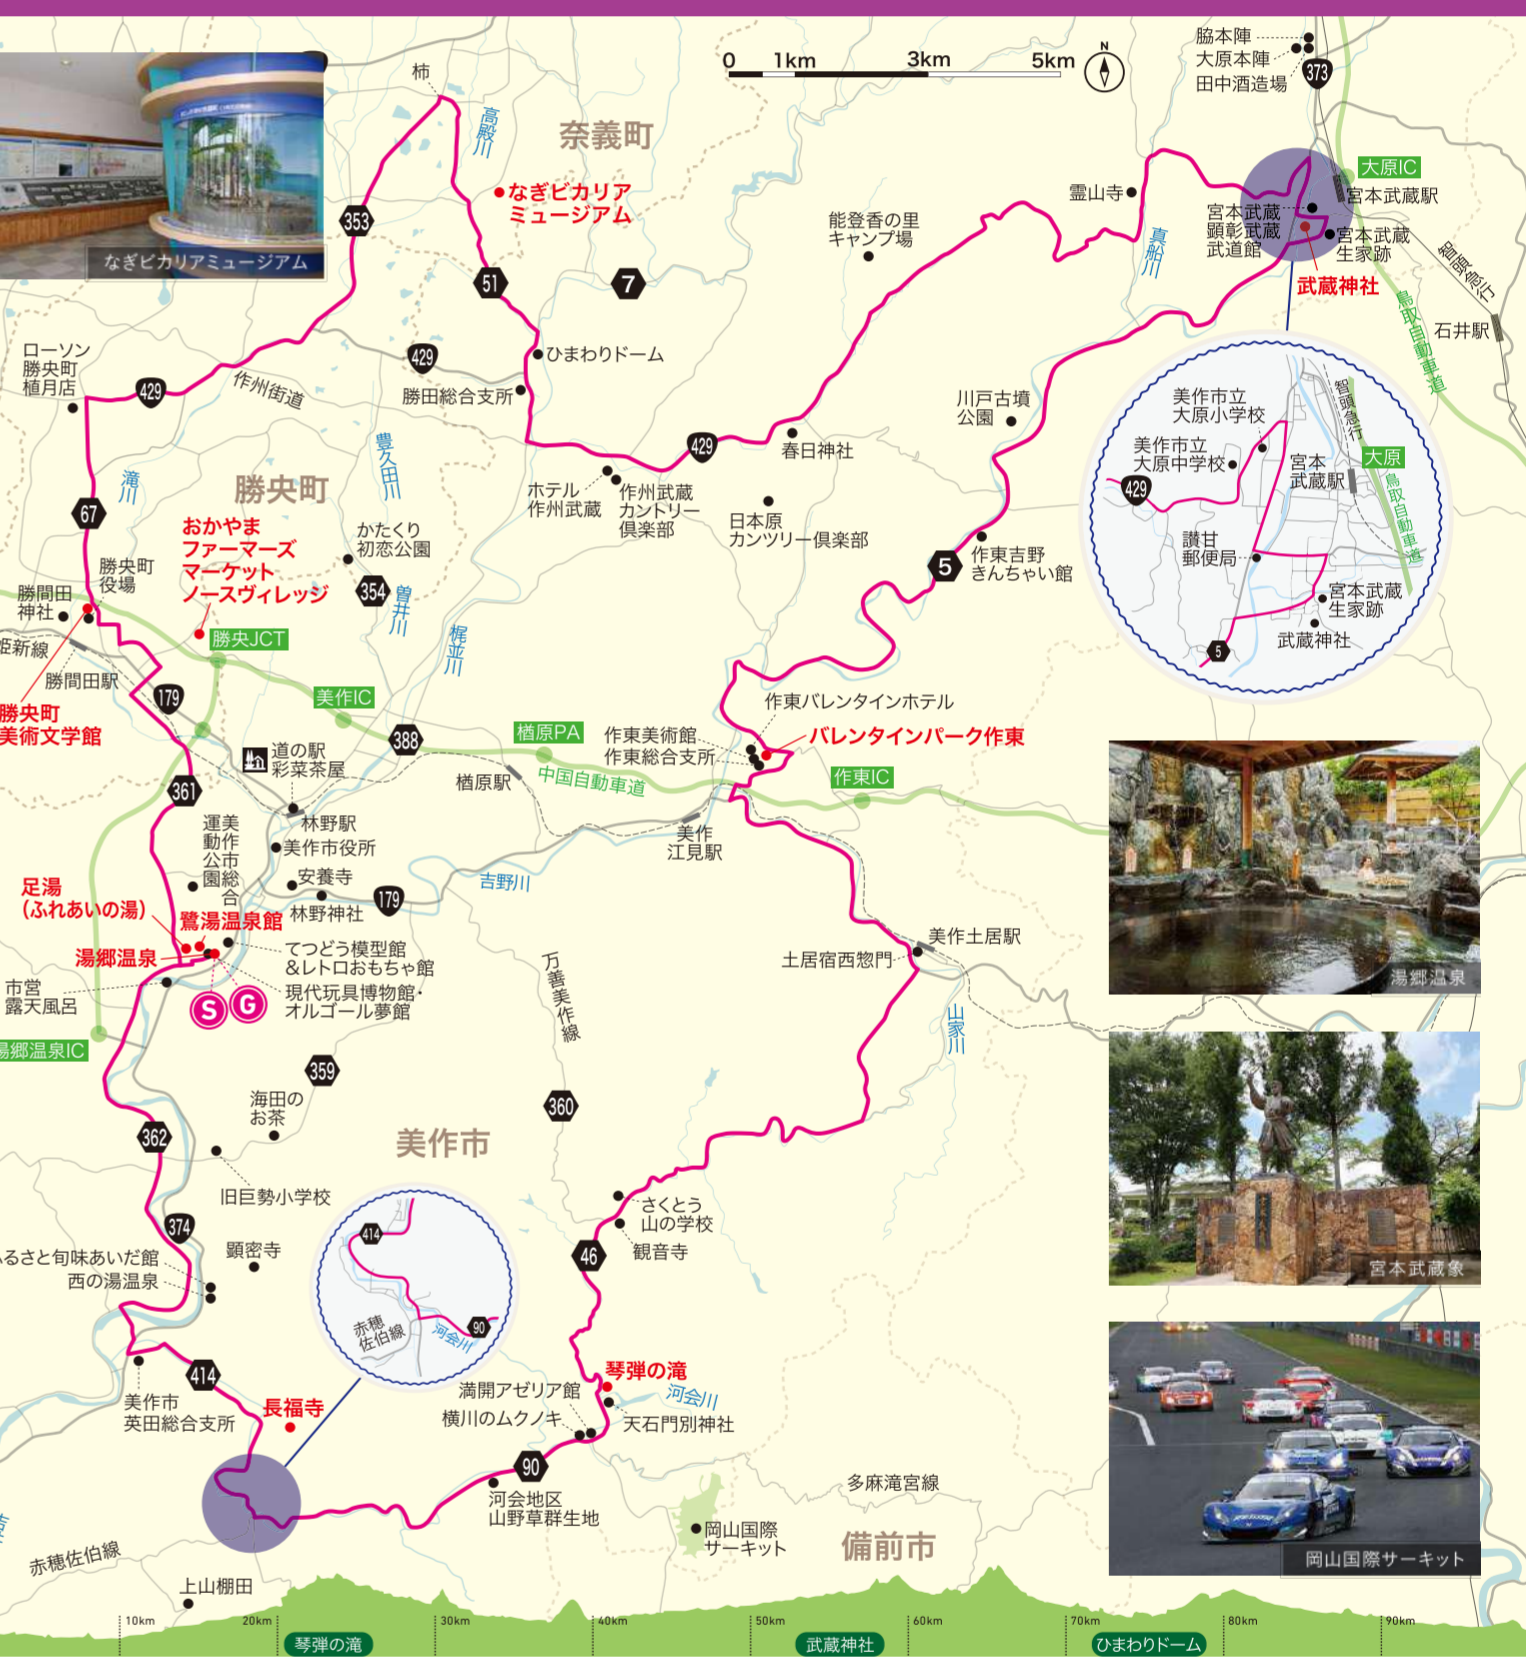 なぎビカリアミュージアム
柿
高殿川
奈義町
0 1km 3km 5km
N
脇本陣
大原本陣
田中酒造場
373
なぎビカリア
ミュージアム
353
51
7
能登香の里
キャンプ場
霊山寺
真船川
大原IC
宮本武蔵駅
宮本武蔵
顕彰武蔵
武道館
宮本武蔵
生家跡
武蔵神社
智頭急行
鳥取自動車道
石井駅
ローソン
勝央町
植月店
429
作州街道
429
ひまわりドーム
勝田総合支所
豊久田川
滝川
勝央町
429
春日神社
川戸古墳
公園
ホテル
作州武蔵
作州武蔵
カントリー
倶楽部
日本原
カンツリー倶楽部
美作市立
大原小学校
智頭急行
美作市立
大原中学校
宮本
武蔵駅
大原
429
鳥取自動車道
讃甘
郵便局
宮本武蔵
生家跡
武蔵神社
5
67
おかやま
ファーマーズ
マーケット
ノースヴィレッジ
かたくり
初恋公園
354
曽井川
梶並川
5
作東吉野
きんちゃい館
勝央町
役場
勝間田
神社
姫新線
勝間田駅
勝央JCT
179
勝央町
美術文学館
美作IC
388
楢原PA
中国自動車道
楢原駅
作東バレンタインホテル
作東美術館
作東総合支所
バレンタインパーク作東
作東IC
道の駅
彩菜茶屋
361
林野駅
美作市役所
美作市総合
運動公園
安養寺
林野神社
179
吉野川
美作
江見駅
足湯
(ふれあいの湯)
鷺湯温泉館
湯郷温泉
てつどう模型館
&レトロおもちゃ館
現代玩具博物館・
オルゴール夢館
S G
市営
露天風呂
湯郷温泉IC
万善美作線
土居宿西惣門
美作土居駅
山家川
湯郷温泉
359
海田の
お茶
360
美作市
362
旧巨勢小学校
374
ふるさと旬味あいだ館
西の湯温泉
顕密寺
さくとう
山の学校
観音寺
46
宮本武蔵象
414
赤穂
佐伯線
河会川
90
414
美作市
英田総合支所
長福寺
琴弾の滝
河会川
満開アゼリア館
横川のムクノキ
天石門別神社
90
河会地区
山野草群生地
多麻滝宮線
岡山国際
サーキット
備前市
岡山国際サーキット
赤穂佐伯線
上山棚田
10km 20km 30km 40km 50km 60km 70km 80km 90km
琴弾の滝 武蔵神社 ひまわりドーム